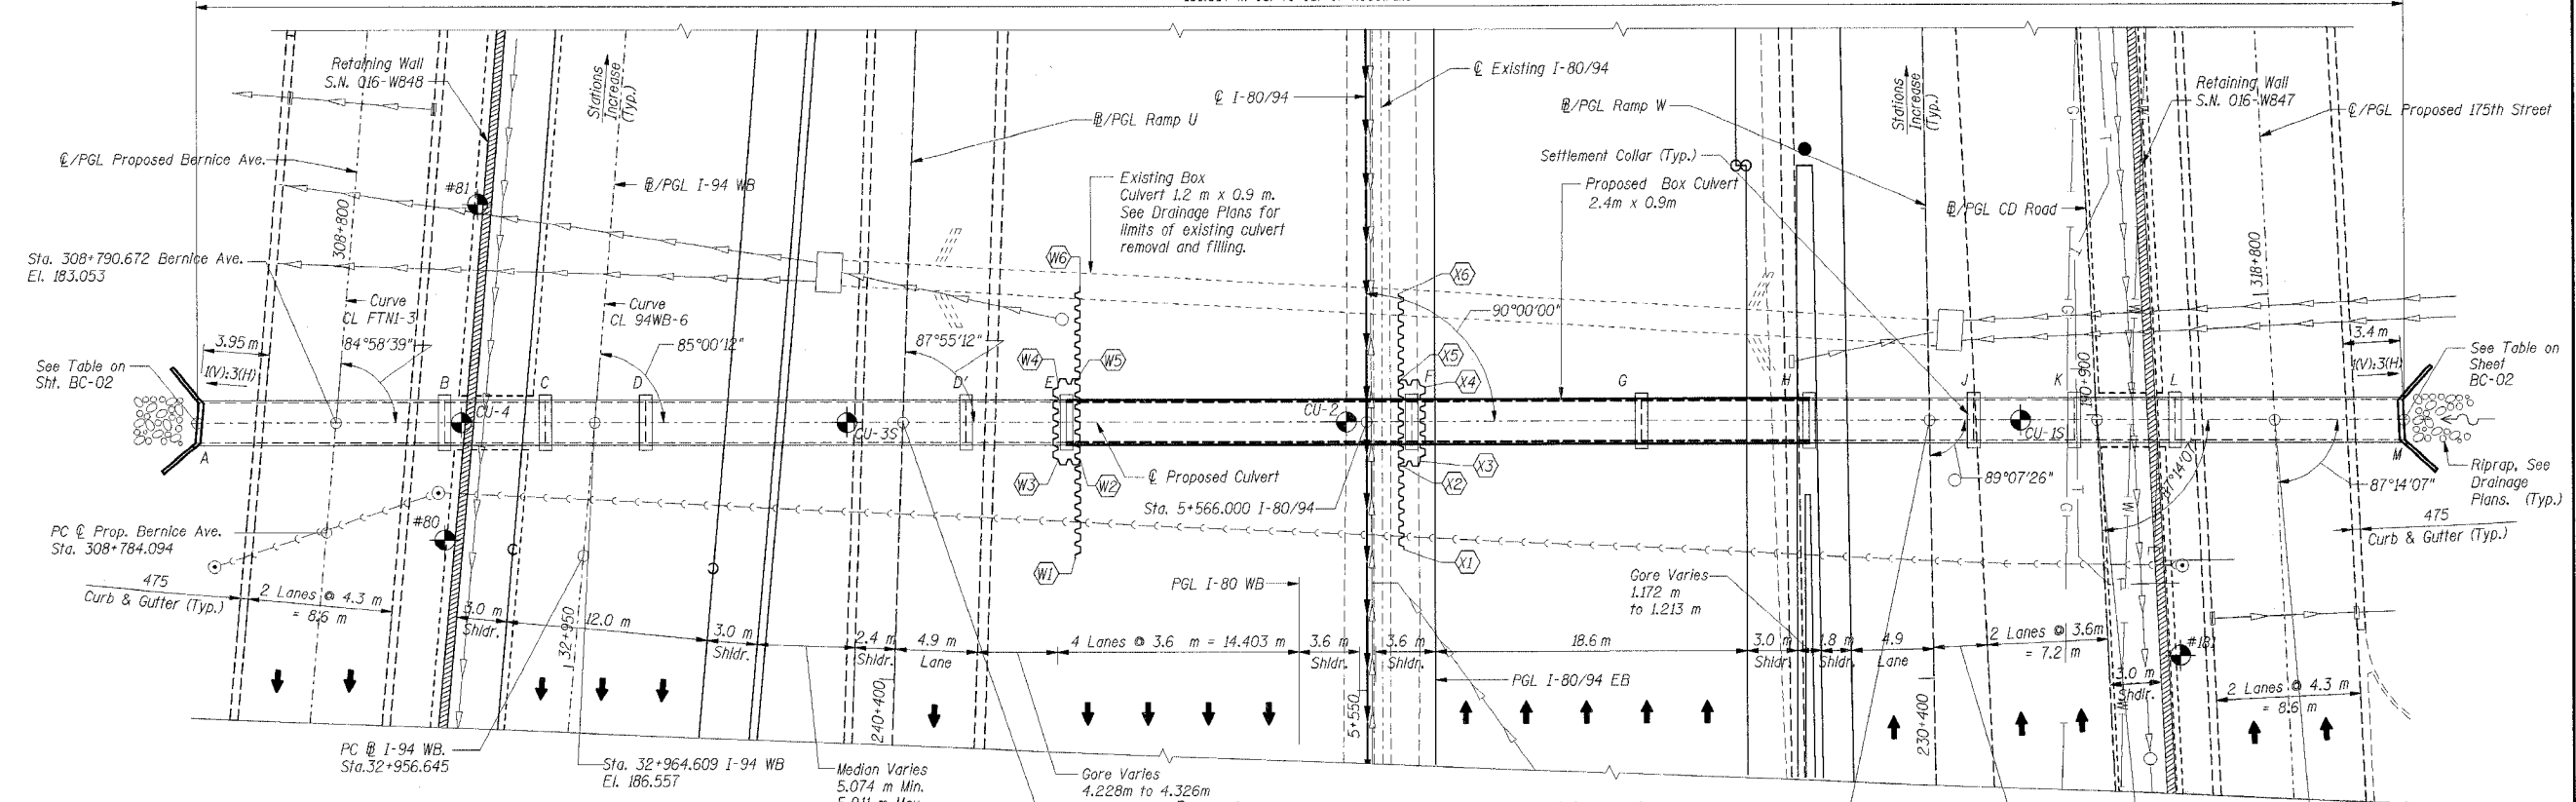 Retaining Wall
S.N. 016-W848
Stations
Increase
(Typ.)
℄ Existing I-80/94
℄ I-80/94
B/PGL Ramp U
B/PGL Ramp W
Stations
Increase
(Typ.)
Retaining Wall
S.N. 016-W847
℄/PGL Proposed 175th Street
℄/PGL Proposed Bernice Ave.
#81
B/PGL I-94 WB
Existing Box
Culvert 1.2 m x 0.9 m.
See Drainage Plans for
limits of existing culvert
removal and filling.
Settlement Collar (Typ.)
Proposed Box Culvert
2.4m x 0.9m
B/PGL CD Road
308+800
318+800
Sta. 308+790.672 Bernice Ave.
El. 183.053
W6
X6
Curve
CL FTN1-3
Curve
CL 94WB-6
90°00'00"
3.95 m
84°58'39"
85°00'12"
87°55'12"
3.4 m
1(V):3(H)
1(V):3(H)
See Table on
Sht. BC-02
See Table on
Sheet
BC-02
W4
W5
X5
X4
190+900
A
B
C
D
D
E
F
G
H
J
K
L
M
CU-4
CU-3S
CU-2
CU-1S
W3
W2
℄ Proposed Culvert
X3
X2
89°07'26"
87°14'07"
87°14'07"
Riprap, See
Drainage
Plans. (Typ.)
Sta. 5+566.000 I-80/94
#80
PC ℄ Prop. Bernice Ave.
Sta. 308+784.094
W1
X1
475
Curb & Gutter (Typ.)
475
Curb & Gutter (Typ.)
PGL I-80 WB
Gore Varies
1.172 m
to 1.213 m
2 Lanes @ 4.3 m
= 8.6 m
3.0 m
Shldr.
12.0 m
32+950
3.0 m
Shldr.
2.4 m
Shldr.
4.9 m
Lane
4 Lanes @ 3.6 m = 14.403 m
3.6 m
Shldr.
3.6 m
Shldr.
18.6 m
3.0 m
Shldr.
1.8 m
Shldr.
4.9
Lane
2 Lanes @ 3.6m
= 7.2 m
3.0 m
Shldr.
#181
2 Lanes @ 4.3 m
= 8.6 m
PGL I-80/94 EB
240+400
5+550
230+400
PC B I-94 WB.
Sta.32+956.645
Sta. 32+964.609 I-94 WB
El. 186.557
Median Varies
5.074 m Min.
Gore Varies
4.228m to 4.326m